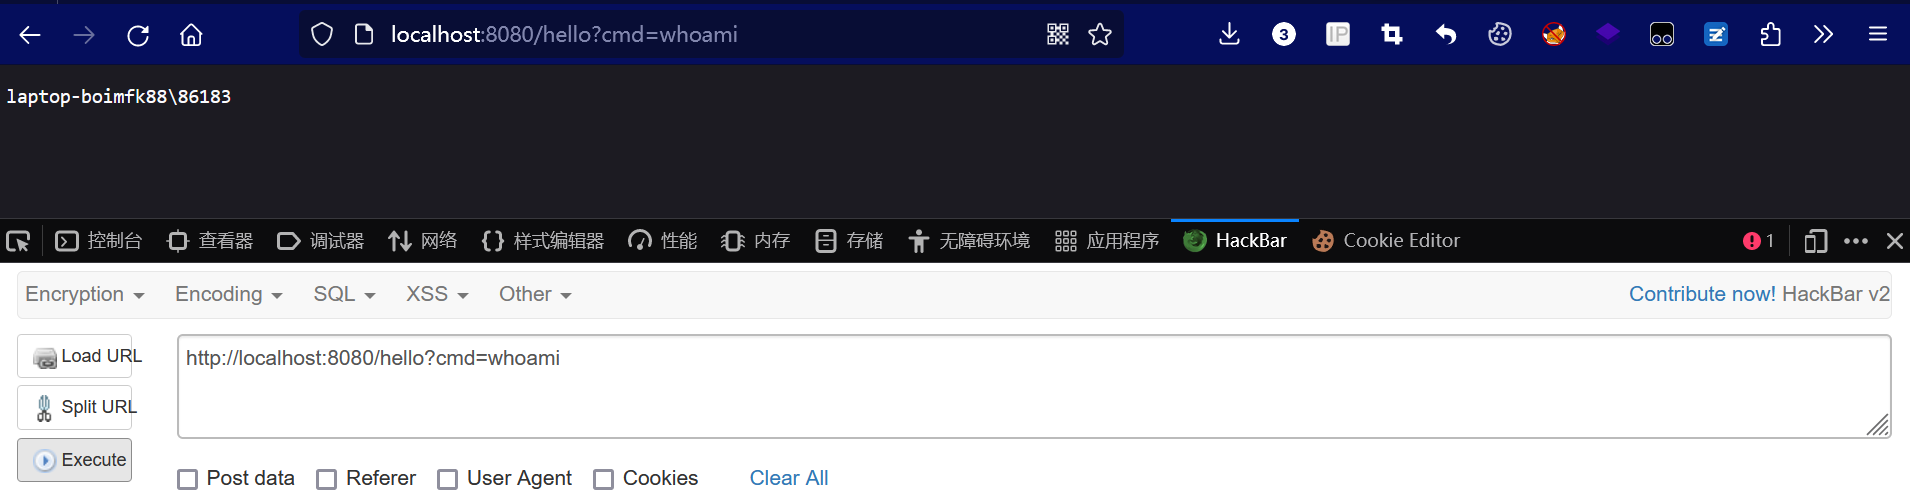 localhost:8080/hello?cmd=whoami
3
IP
laptop-boimfk88\86183
控制台 查看器 调试器 网络 样式编辑器 性能 内存 存储 无障碍环境 应用程序 HackBar Cookie Editor 1
Encryption Encoding SQL XSS Other Contribute now! HackBar v2
Load URL
http://localhost:8080/hello?cmd=whoami
Split URL
Execute
Post data Referer User Agent Cookies Clear All